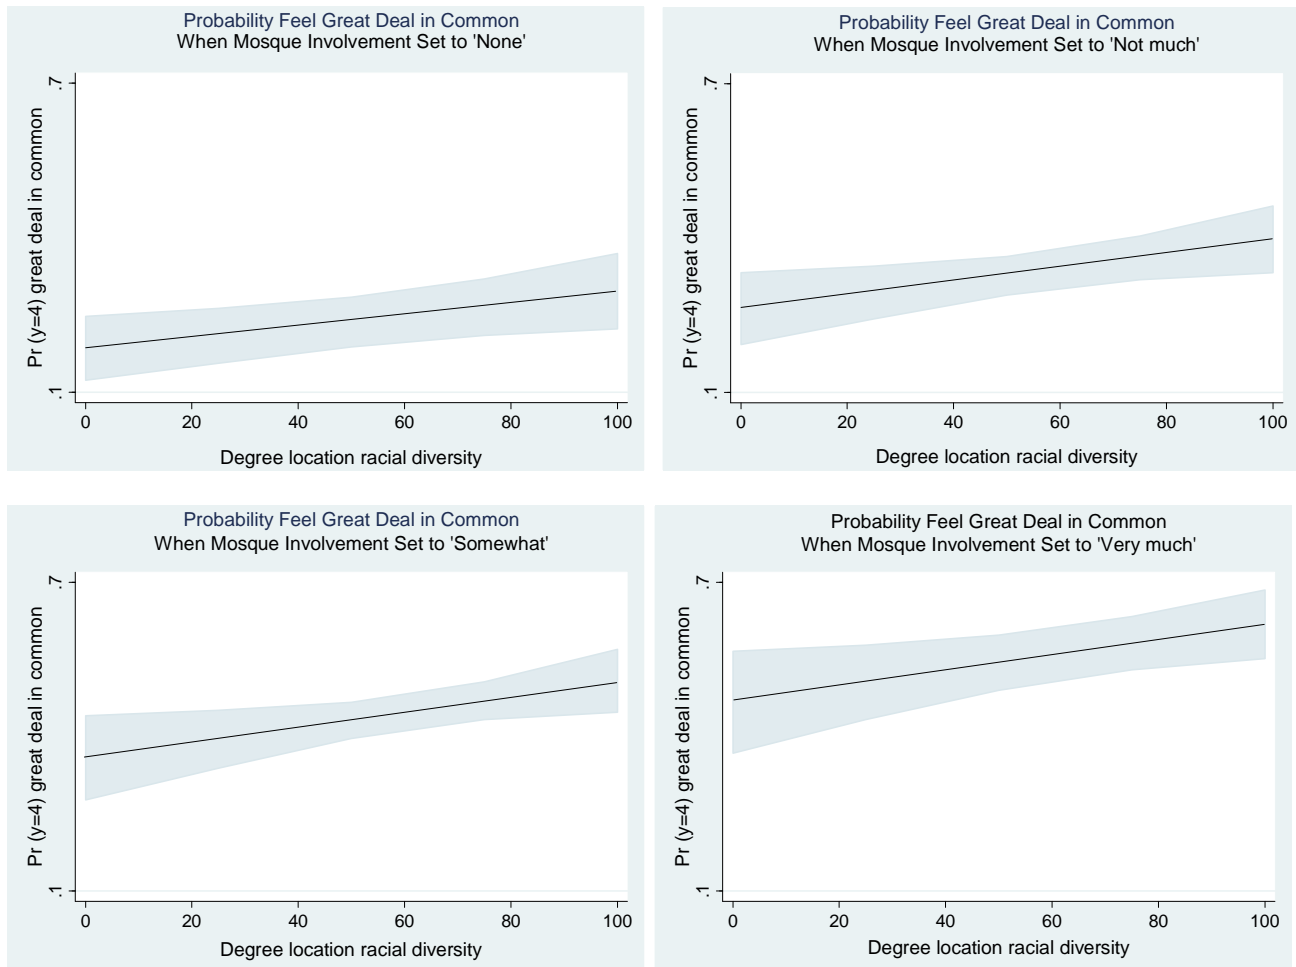 Probability Feel Great Deal in Common
When Mosque Involvement Set to 'None'
.7
Pr (y=4) great deal in common
.1
0 20 40 60 80 100
Degree location racial diversity
Probability Feel Great Deal in Common
When Mosque Involvement Set to 'Not much'
.7
Pr (y=4) great deal in common
.1
0 20 40 60 80 100
Degree location racial diversity
Probability Feel Great Deal in Common
When Mosque Involvement Set to 'Somewhat'
.7
Pr (y=4) great deal in common
.1
0 20 40 60 80 100
Degree location racial diversity
Probability Feel Great Deal in Common
When Mosque Involvement Set to 'Very much'
.7
Pr (y=4) great deal in common
.1
0 20 40 60 80 100
Degree location racial diversity